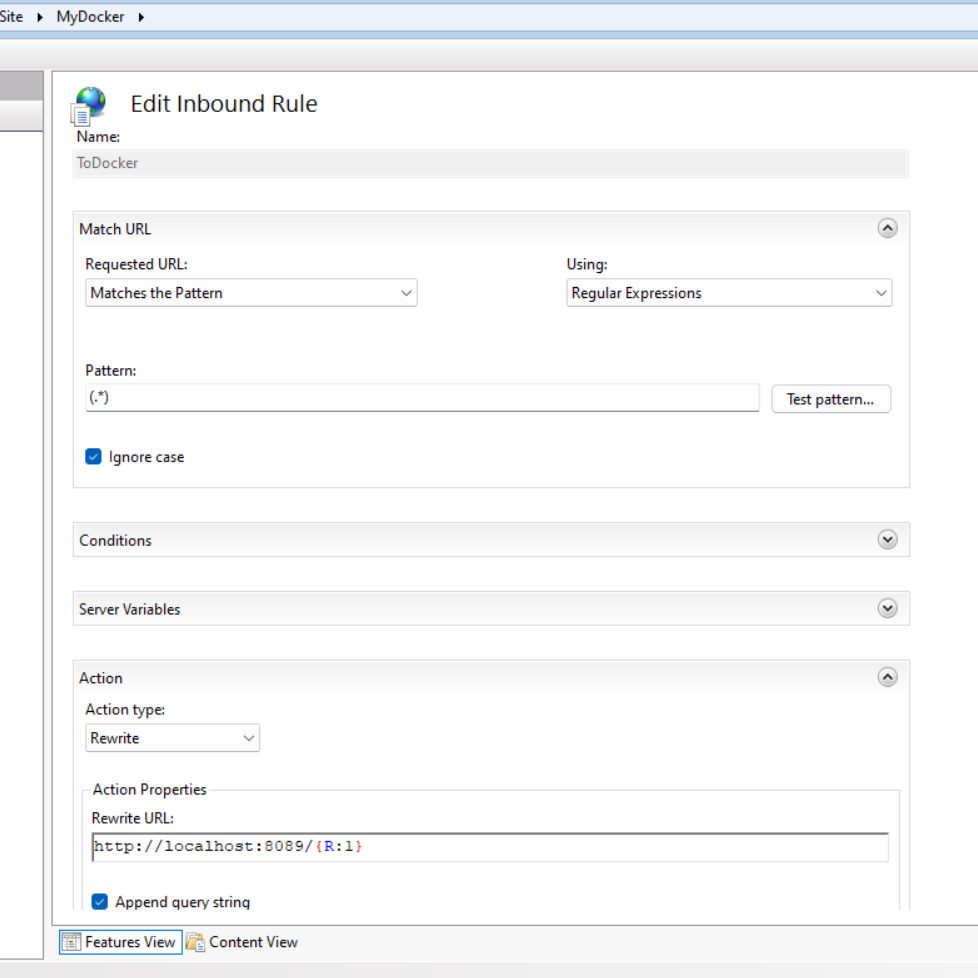 Site MyDocker
Edit Inbound Rule
Name:
ToDocker
Match URL
Requested URL: Using:
Matches the Pattern Regular Expressions
Pattern:
(.*) Test pattern...
Ignore case
Conditions
Server Variables
Action
Action type:
Rewrite
Action Properties
Rewrite URL:
http://localhost:8089/{R:1}
Append query string
Features View Content View